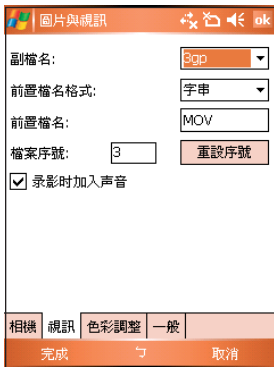 圖片與視訊 ok
副檔名: 3gp
前置檔名格式: 字串
前置檔名: MOV
檔案序號: 3 重設序號
录影时加入声音
相機 視訊 色彩調整 一般
完成 ㄅ 取消